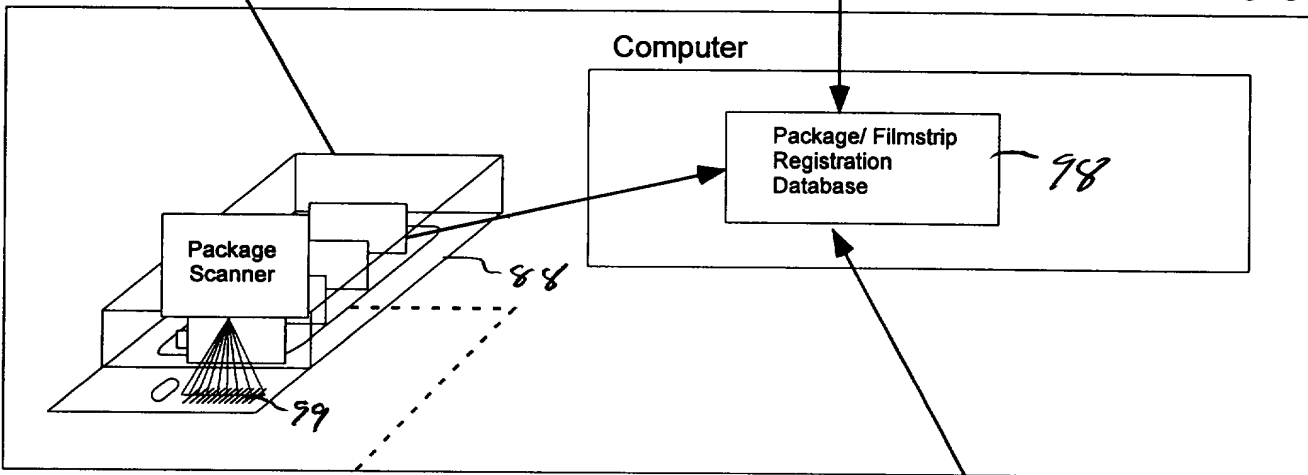 Computer
Package/ Filmstrip
Registration
Database
98
Package
Scanner
88
99